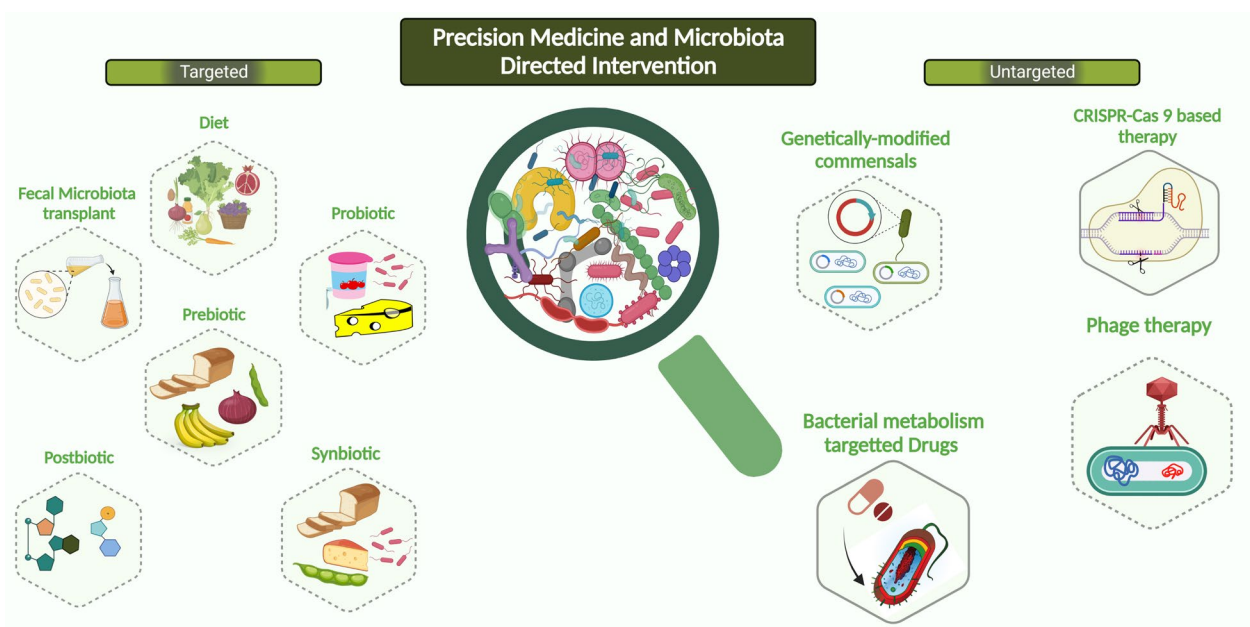 Precision Medicine and Microbiota
Directed Intervention
Targeted
Untargeted
Diet
Fecal Microbiota
transplant
Probiotic
Prebiotic
Postbiotic
Synbiotic
Genetically-modified
commensals
CRISPR-Cas 9 based
therapy
Phage therapy
Bacterial metabolism
targetted Drugs